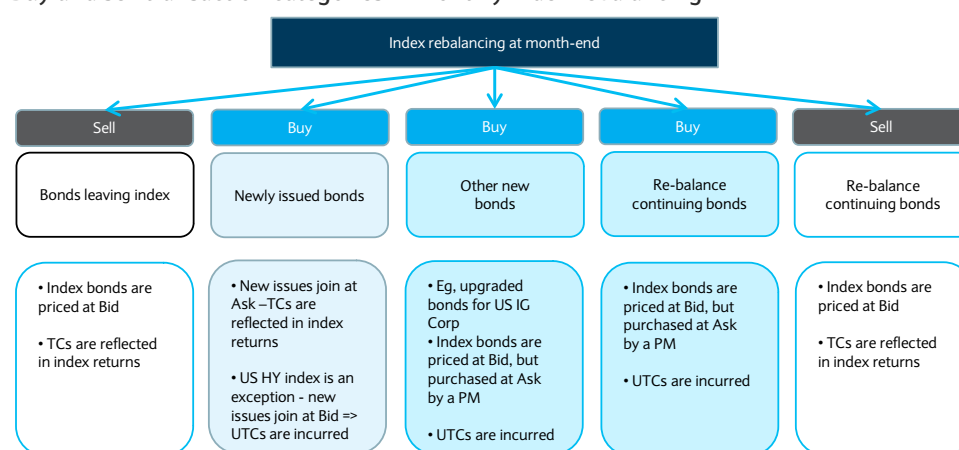 Index rebalancing at month-end
Sell
Buy
Buy
Buy
Sell
Bonds leaving index
Newly issued bonds
Other new
bonds
Re-balance
continuing bonds
Re-balance
continuing bonds
• Index bonds are
priced at Bid
• TCs are reflected
in index returns
• New issues join at
Ask –TCs are
reflected in index
returns
• US HY index is an
exception - new
issues join at Bid =>
UTCs are incurred
• Eg, upgraded
bonds for US IG
Corp
• Index bonds are
priced at Bid, but
purchased at Ask
by a PM
• UTCs are incurred
• Index bonds are
priced at Bid, but
purchased at Ask
by a PM
• UTCs are incurred
• Index bonds are
priced at Bid
• TCs are reflected
in index returns